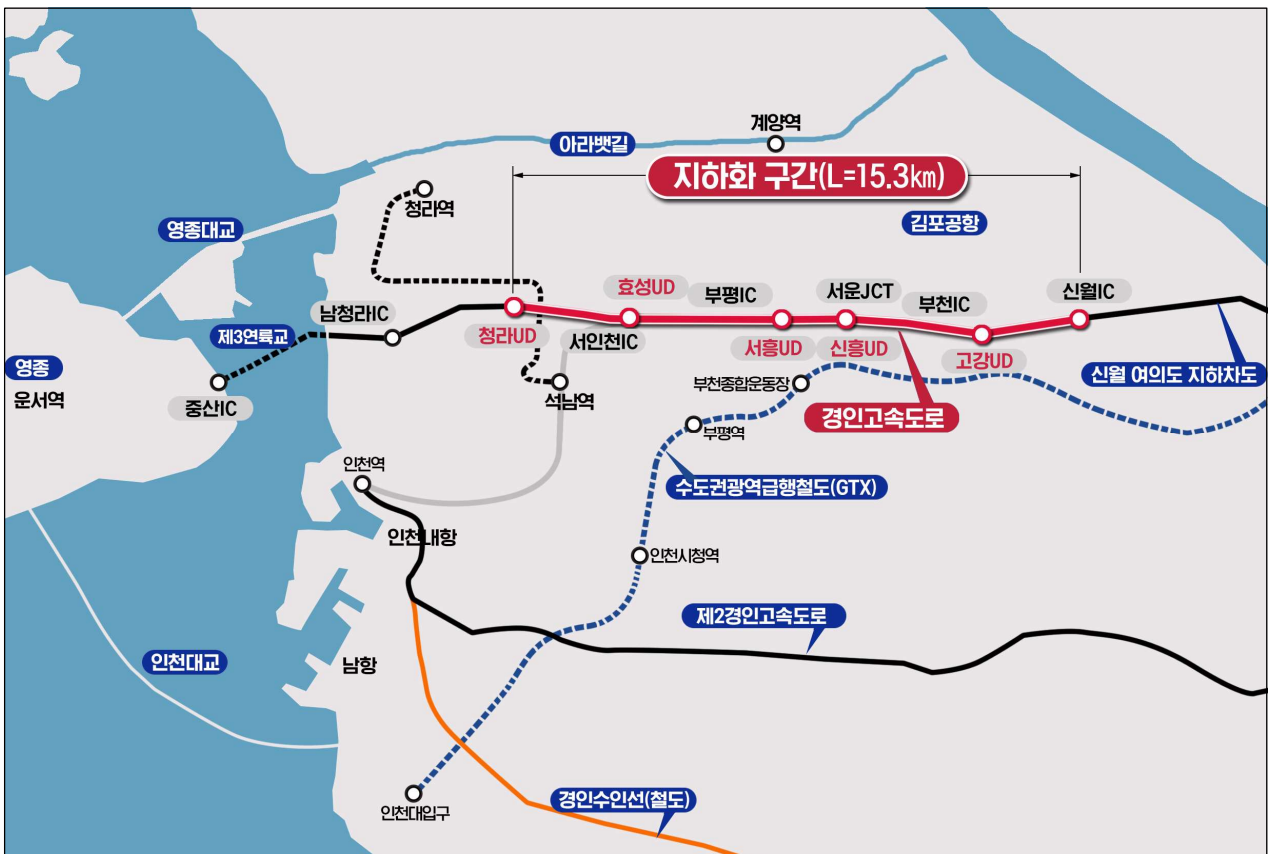 계양역
아라뱃길
지하화 구간(L=15.3㎞)
청라역
영종대교
김포공항
효성UD
부평IC
서운JCT
부천IC
신월IC
남청라IC
제3연륙교
청라UD
서인천IC
서흥UD
신흥UD
고강UD
영종
운서역
중산IC
석남역
부천종합운동장
신월 여의도 지하차도
경인고속도로
부평역
인천역
수도권광역급행철도(GTX)
인천내항
인천시청역
제2경인고속도로
인천대교
남항
인천대입구
경인수인선(철도)